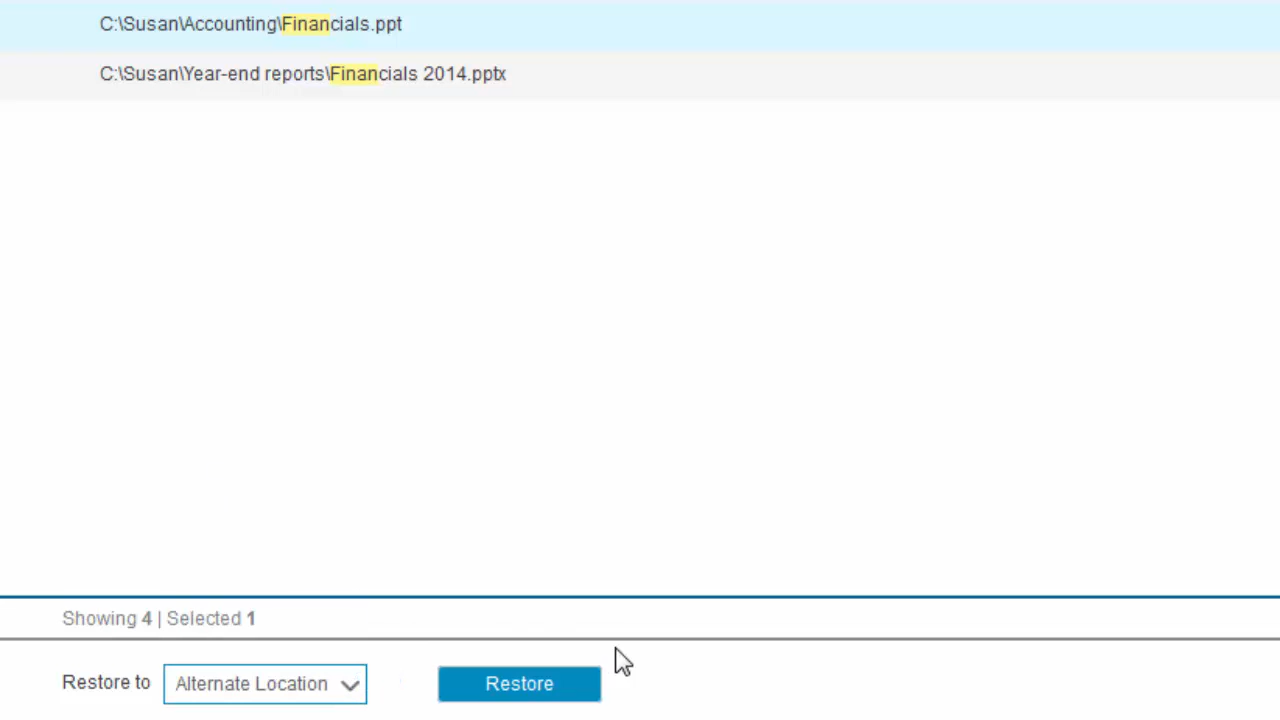 C:\Susan\Accounting\Financials.ppt
C:\Susan\Year-end reports\Financials 2014.pptx
Showing 4 | Selected 1
Restore to Alternate Location Restore